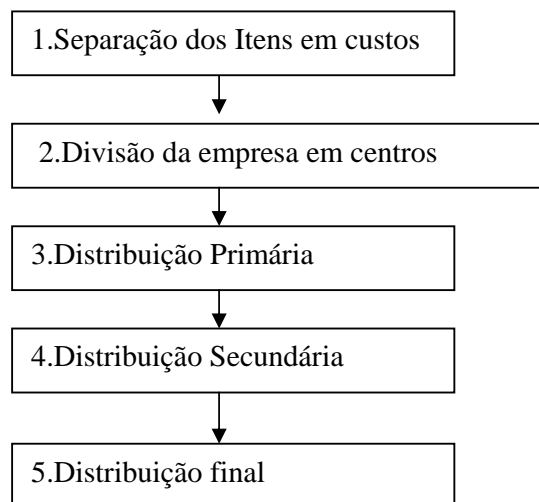 1.Separação dos Itens em custos
2.Divisão da empresa em centros
3.Distribuição Primária
4.Distribuição Secundária
5.Distribuição final